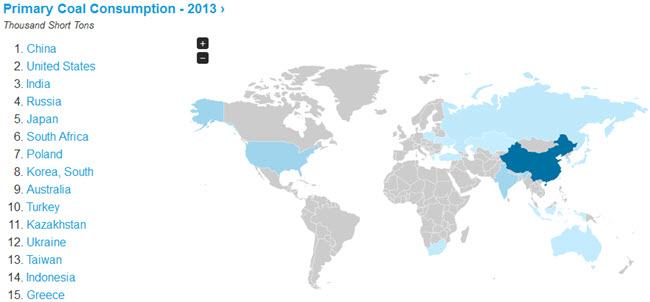 Primary Coal Consumption - 2013 ›
Thousand Short Tons
1. China
2. United States
3. India
4. Russia
5. Japan
6. South Africa
7. Poland
8. Korea, South
9. Australia
10. Turkey
11. Kazakhstan
12. Ukraine
13. Taiwan
14. Indonesia
15. Greece
+
−